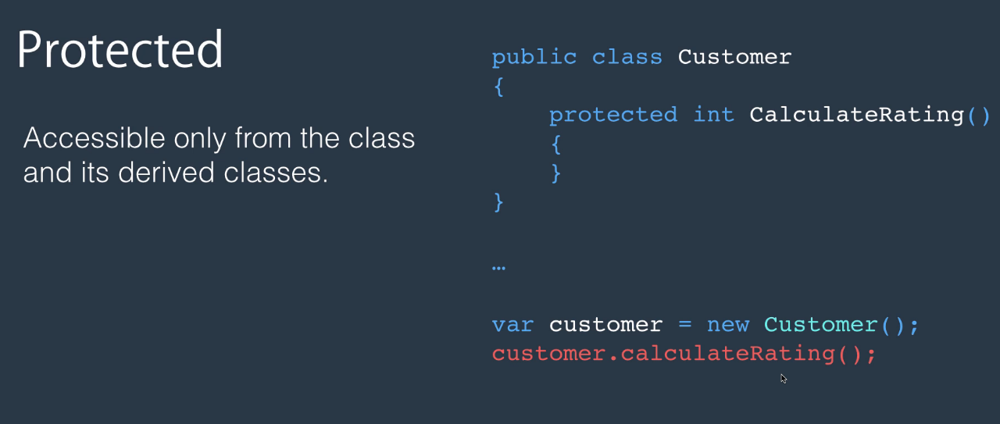 Protected
Accessible only from the class
and its derived classes.
public class Customer
{
protected int CalculateRating()
{
}
}
…
var customer = new Customer();
customer.calculateRating();